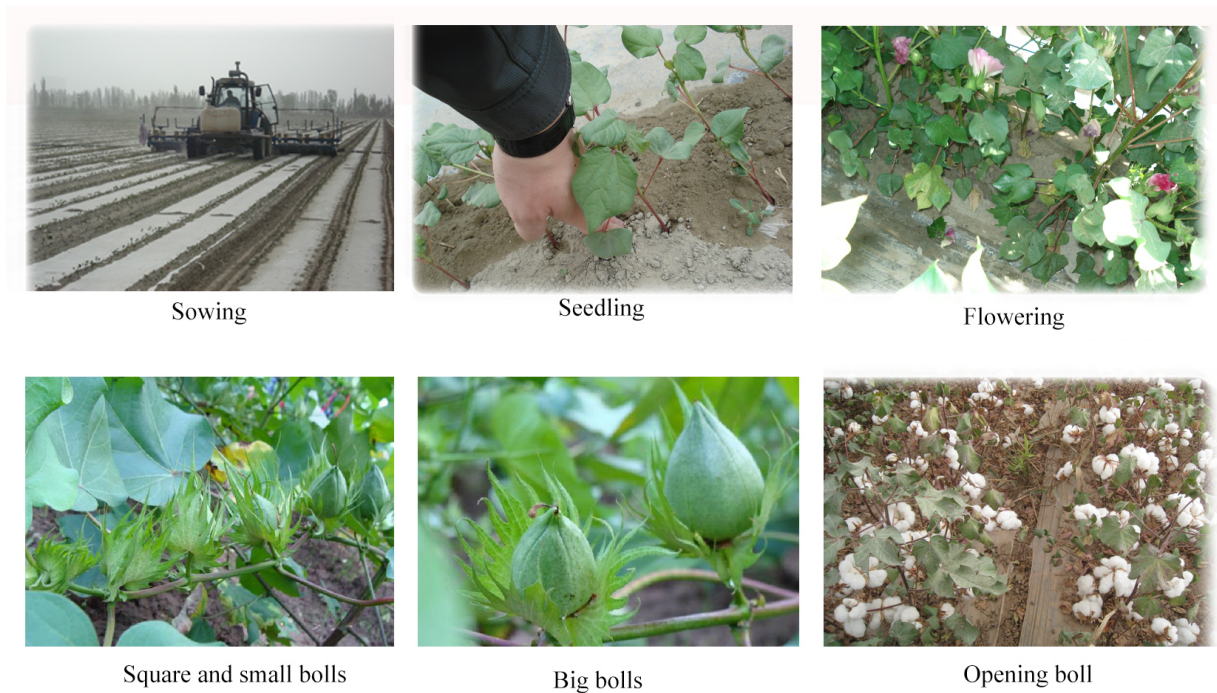 Sowing
Seedling
Flowering
Square and small bolls
Big bolls
Opening boll